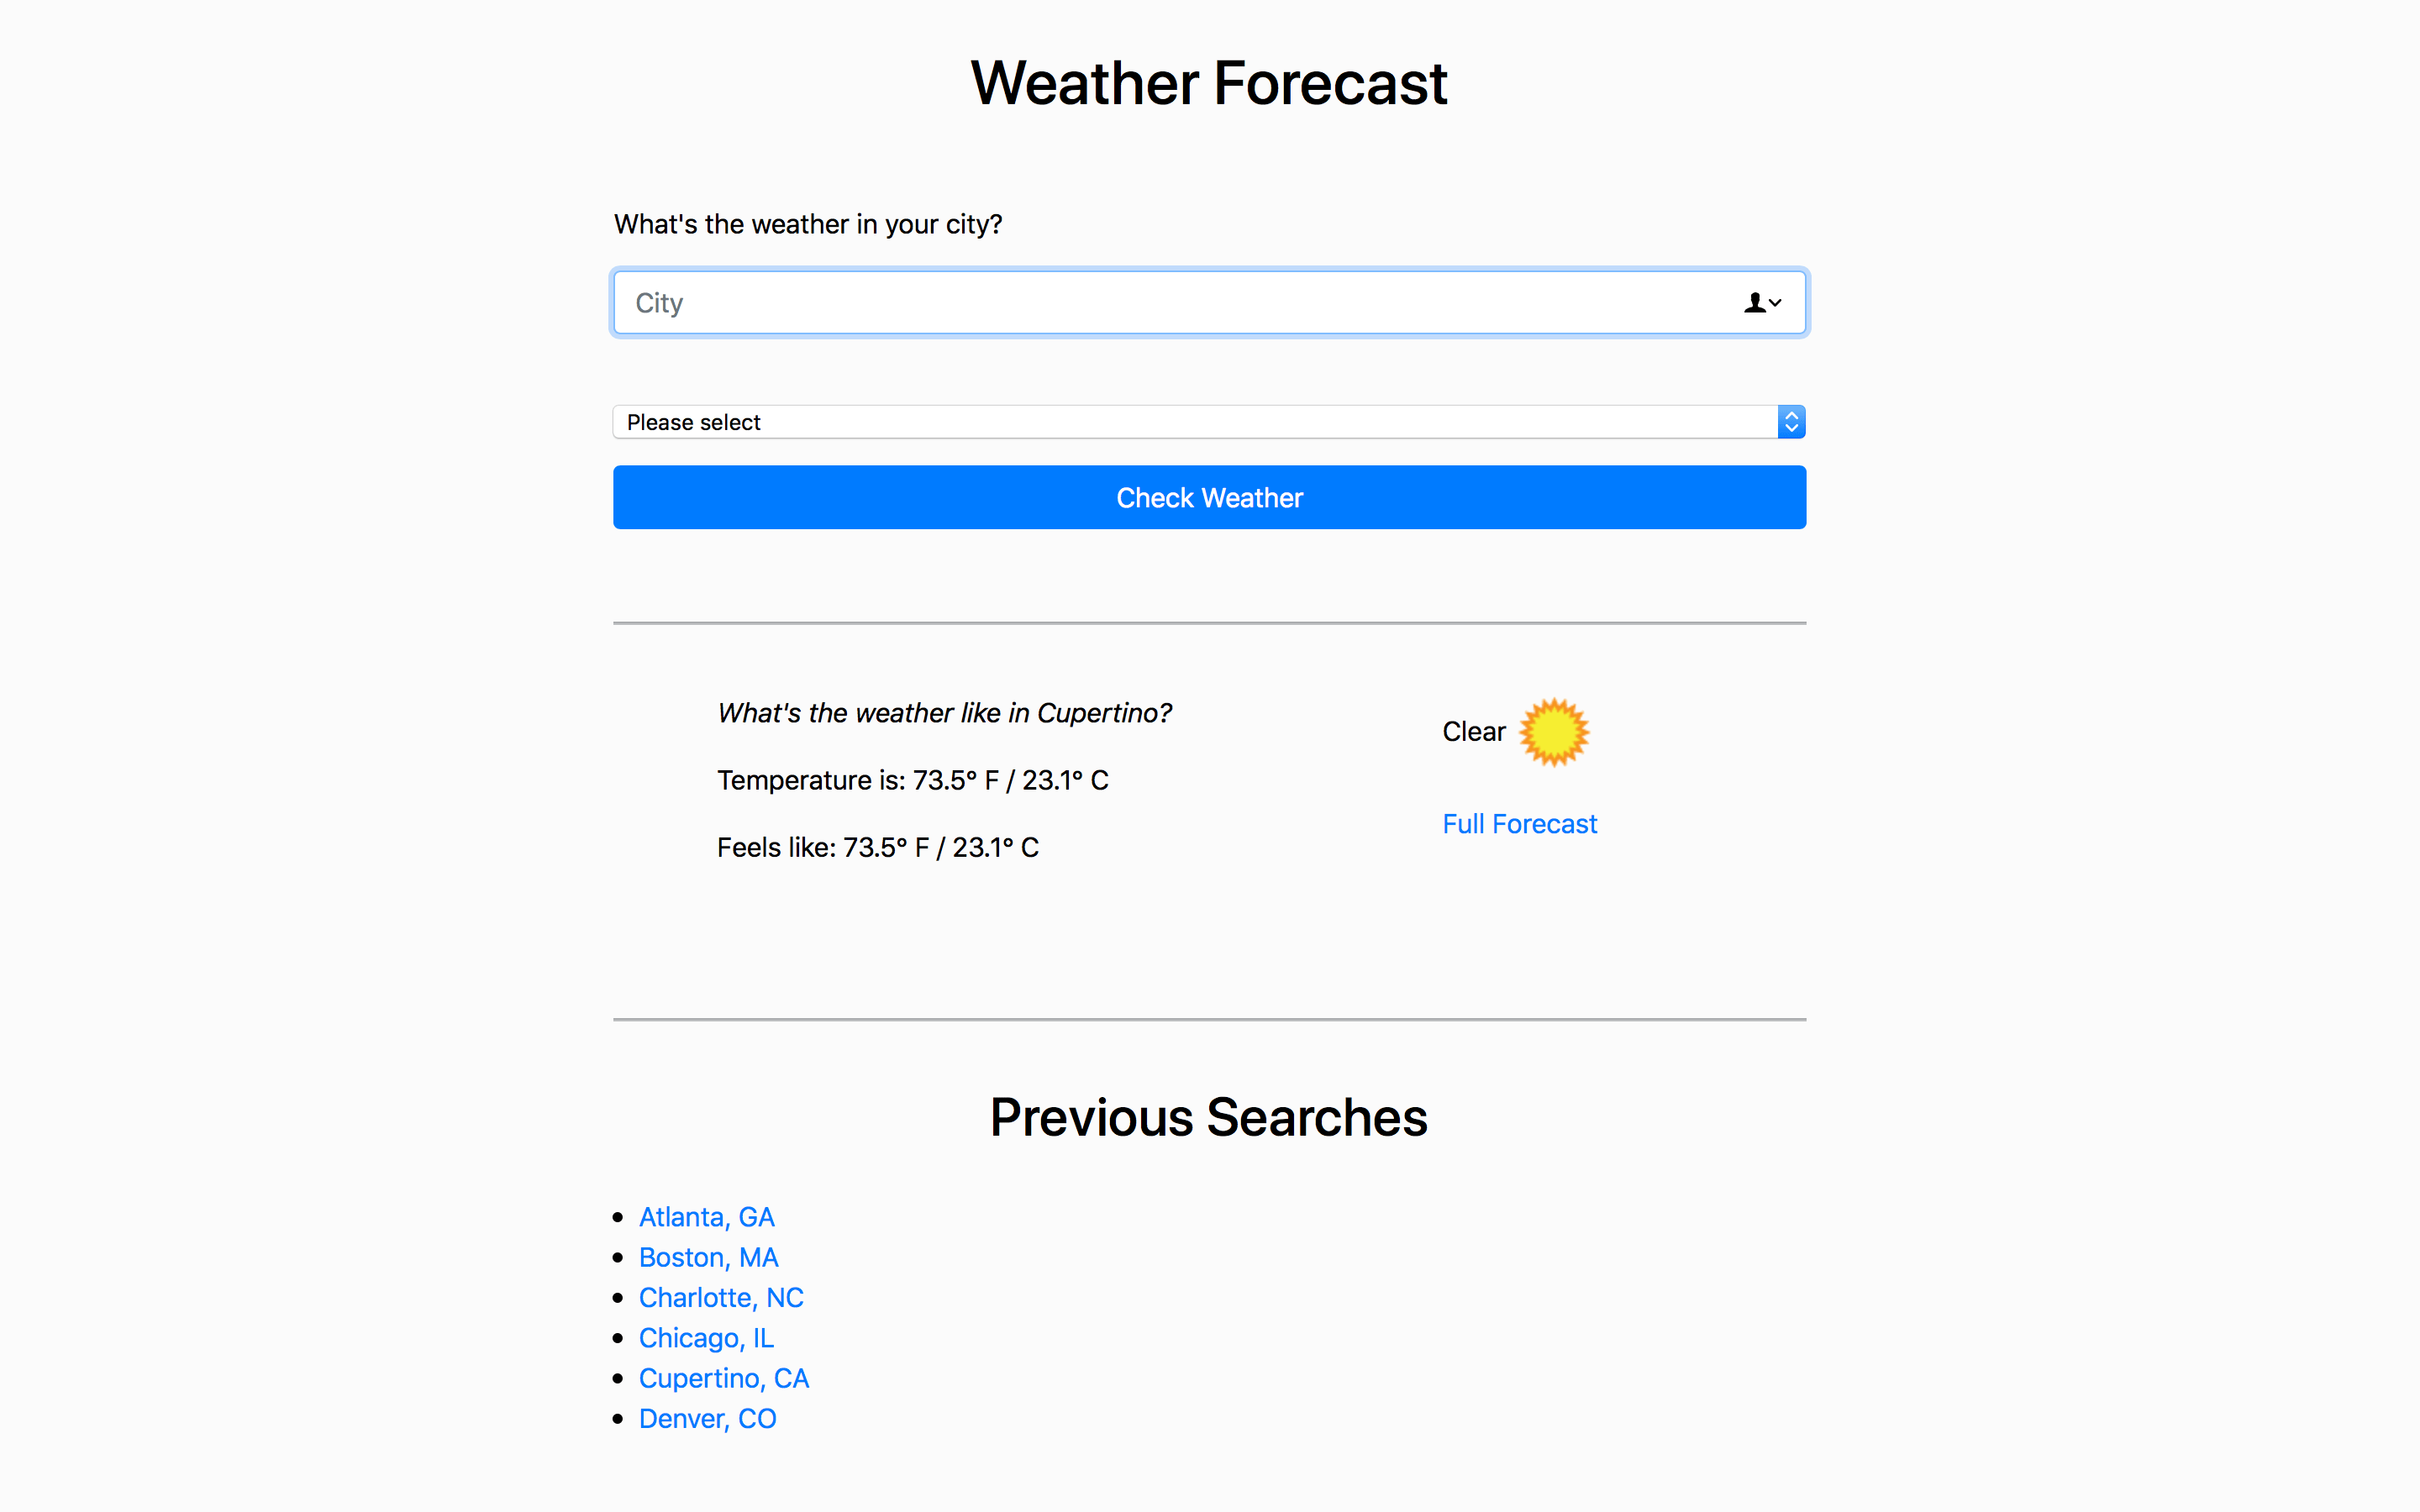 Weather Forecast
What's the weather in your city?
City
Please select
Check Weather
What's the weather like in Cupertino?
Clear
Temperature is: 73.5° F / 23.1° C
Full Forecast
Feels like: 73.5° F / 23.1° C
Previous Searches
Atlanta, GA
Boston, MA
Charlotte, NC
Chicago, IL
Cupertino, CA
Denver, CO